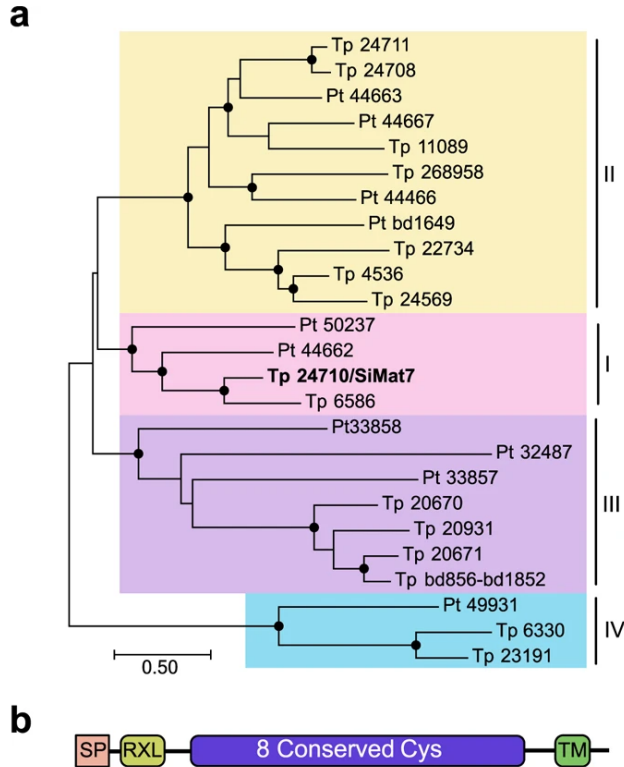 a
Tp 24711
Tp 24708
Pt 44663
Pt 44667
Tp 11089
Tp 268958
Pt 44466
Pt bd1649
Tp 22734
Tp 4536
Tp 24569
II
Pt 50237
Pt 44662
Tp 24710/SiMat7
Tp 6586
I
Pt33858
Pt 32487
Pt 33857
Tp 20670
Tp 20931
Tp 20671
Tp bd856-bd1852
III
Pt 49931
Tp 6330
Tp 23191
IV
0.50
b
SP RXL 8 Conserved Cys TM